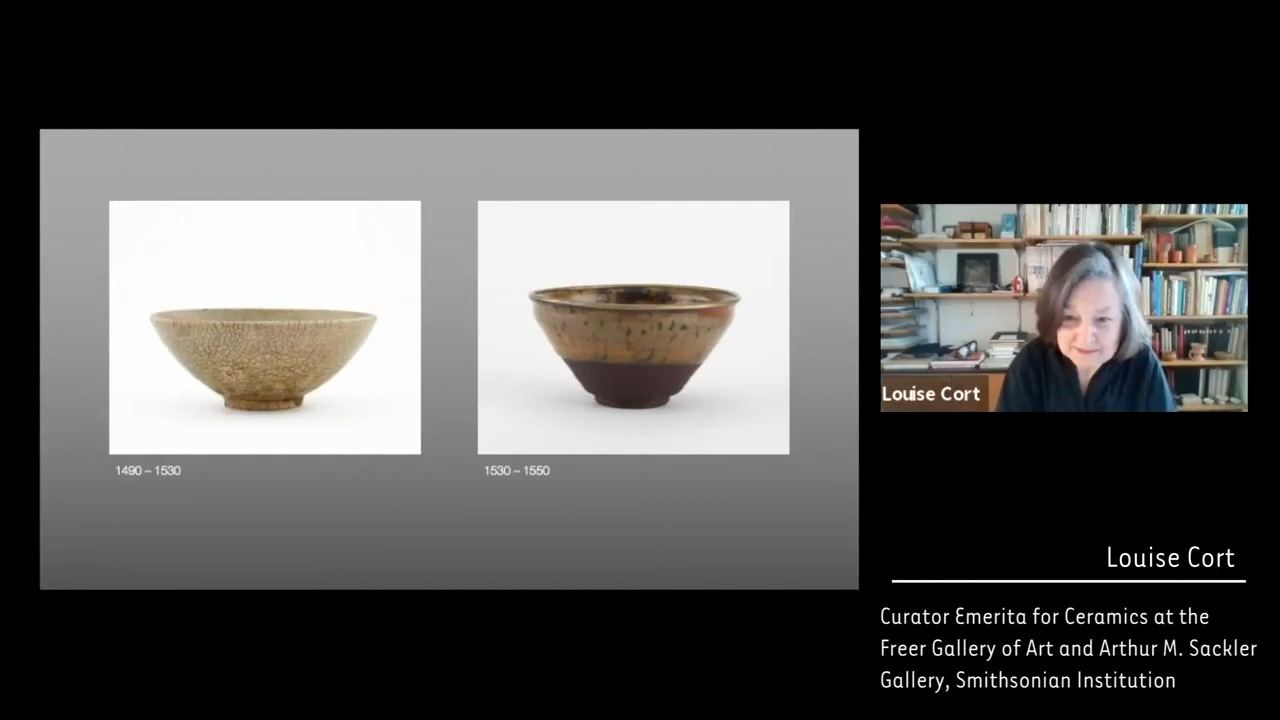 1490 – 1530
1530 – 1550
Louise Cort
Louise Cort
Curator Emerita for Ceramics at the
Freer Gallery of Art and Arthur M. Sackler
Gallery, Smithsonian Institution